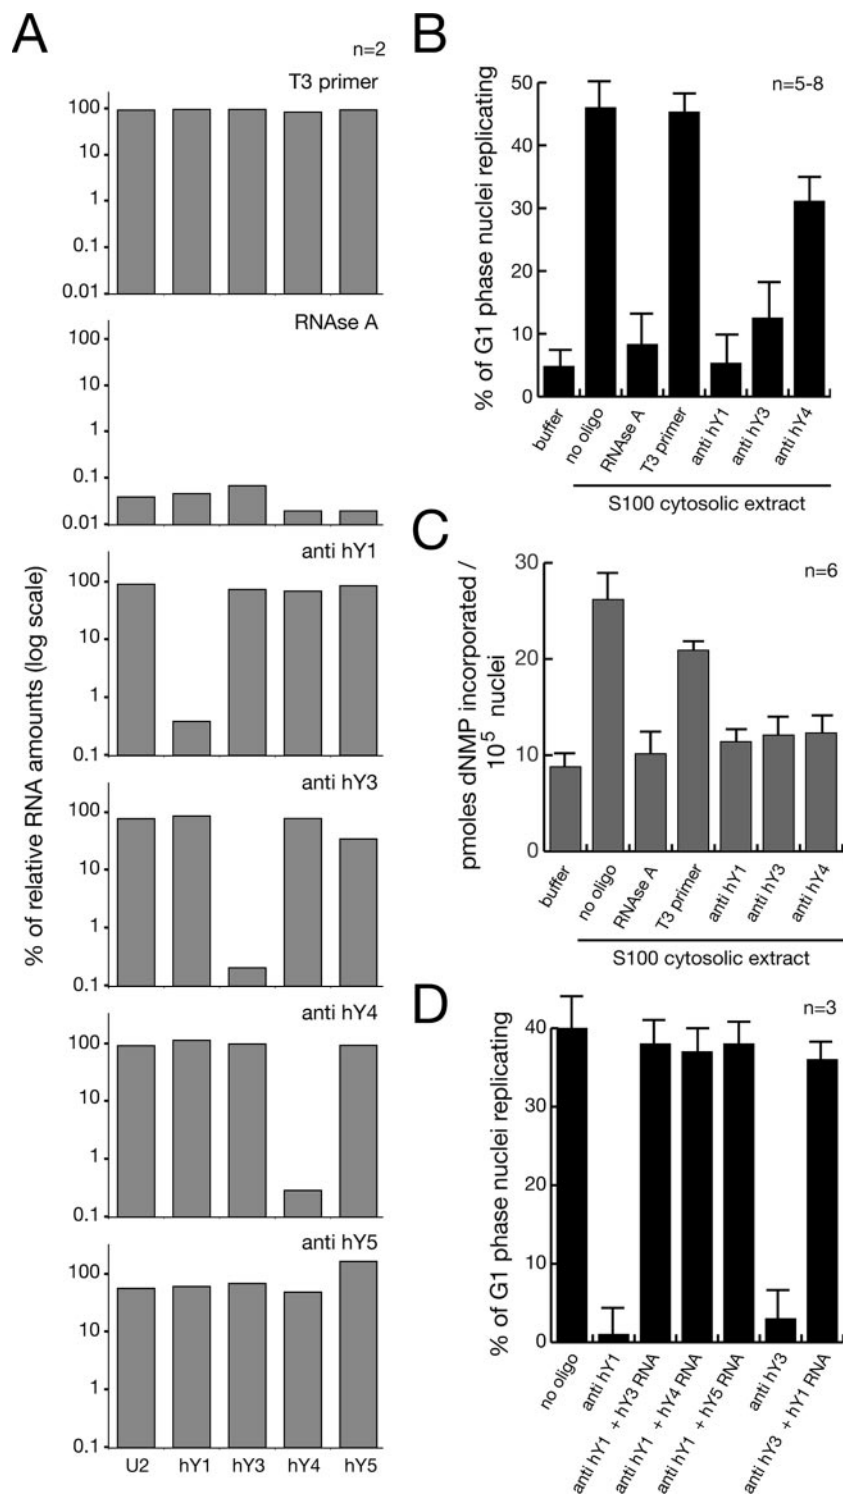 A
n=2
T3 primer
100
10
1
0.1
0.01
RNAse A
100
10
1
0.1
0.01
anti hY1
100
10
1
0.1
anti hY3
100
10
1
0.1
anti hY4
100
10
1
0.1
anti hY5
100
10
1
0.1
U2 hY1 hY3 hY4 hY5
% of relative RNA amounts (log scale)
B
n=5-8
% of G1 phase nuclei replicating
50
40
30
20
10
0
buffer
no oligo
RNAse A
T3 primer
anti hY1
anti hY3
anti hY4
S100 cytosolic extract
C
n=6
pmoles dNMP incorporated /
10⁵ nuclei
30
20
10
0
buffer
no oligo
RNAse A
T3 primer
anti hY1
anti hY3
anti hY4
S100 cytosolic extract
D
n=3
% of G1 phase nuclei replicating
40
30
20
10
0
no oligo
anti hY1
anti hY1 + hY3 RNA
anti hY1 + hY4 RNA
anti hY1 + hY5 RNA
anti hY3
anti hY3 + hY1 RNA